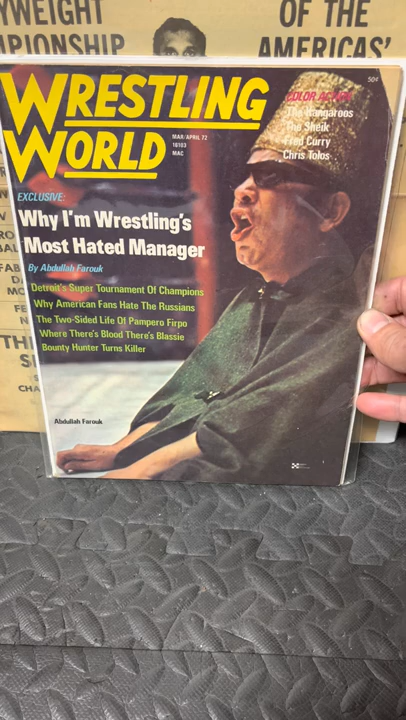 YWEIGHT
PIONSHIP
OF THE
AMERICAS'
WRESTLING
WORLD
MAR/APRIL 72
16103
MAC
50¢
COLOR ACTION
The Kangaroos
The Sheik
Fred Curry
Chris Tolos
EXCLUSIVE:
Why I'm Wrestling's
Most Hated Manager
By Abdullah Farouk
Detroit's Super Tournament Of Champions
Why American Fans Hate The Russians
The Two-Sided Life Of Pampero Firpo
Where There's Blood There's Blassie
Bounty Hunter Turns Killer
Abdullah Farouk